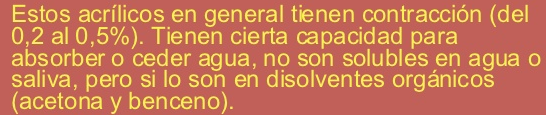 Estos acrílicos en general tienen contracción (del
0,2 al 0,5%). Tienen cierta capacidad para
absorber o ceder agua, no son solubles en agua o
saliva, pero si lo son en disolventes orgánicos
(acetona y benceno).